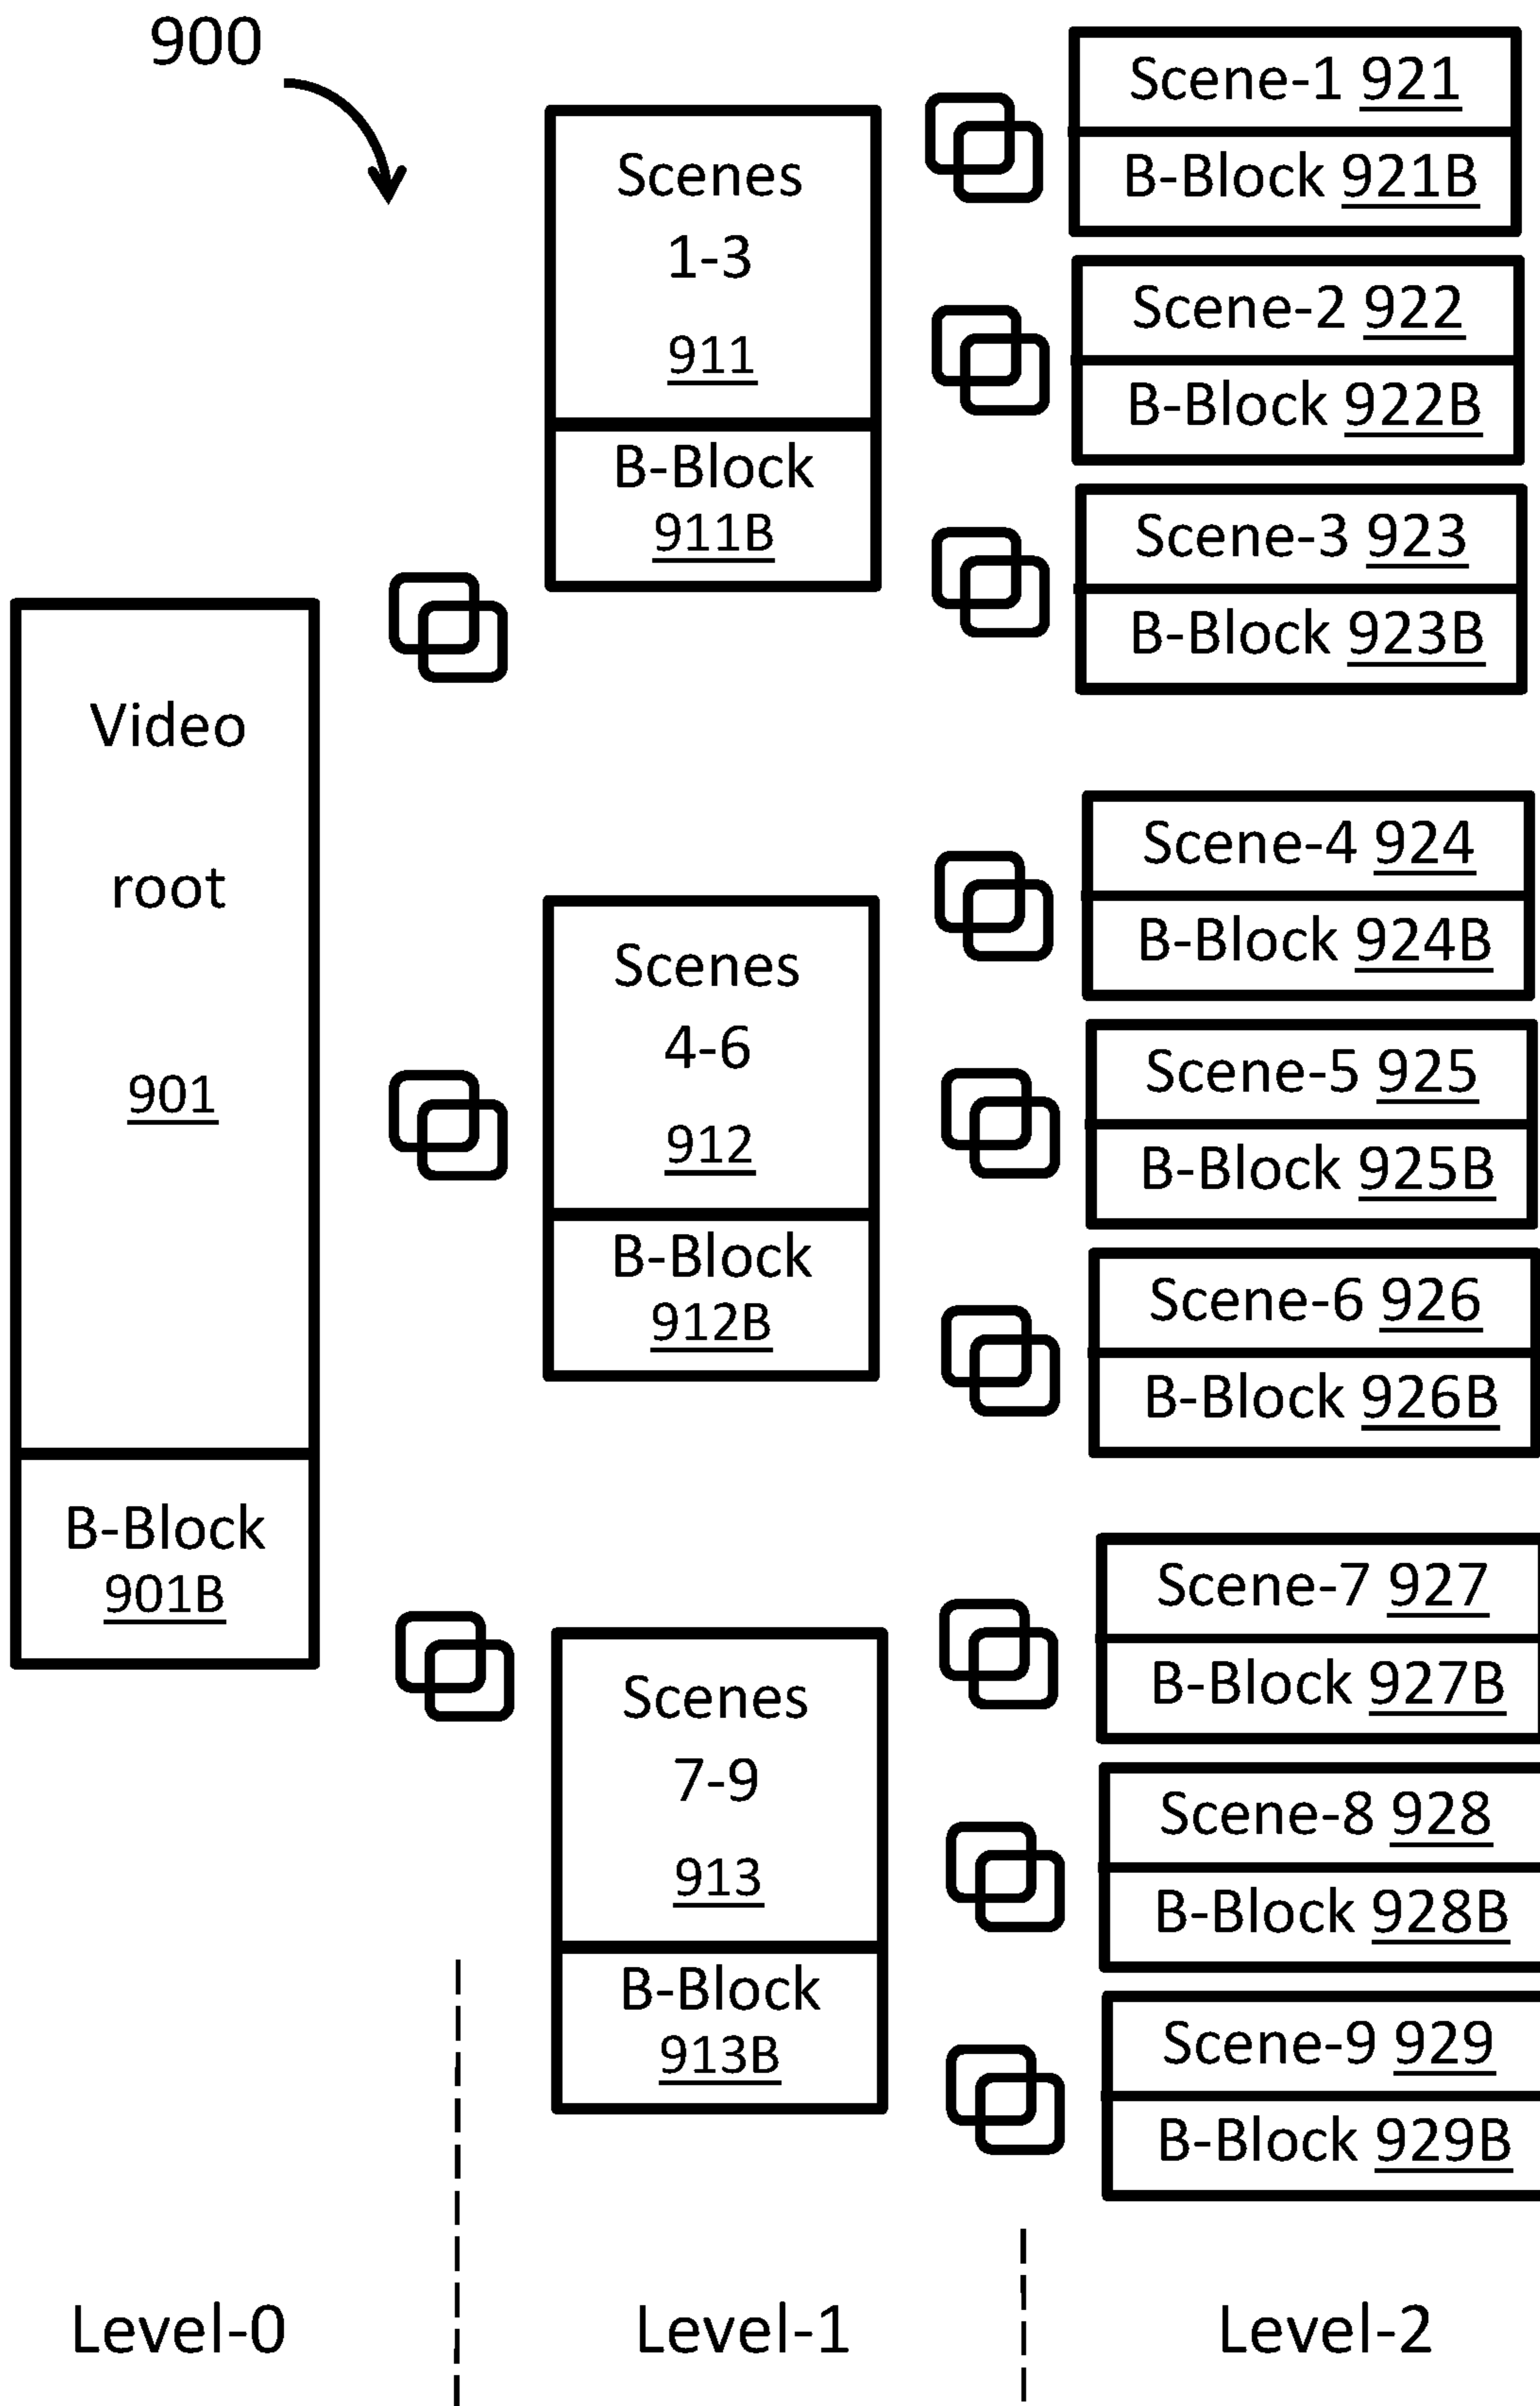 900
Video
root
901
B-Block
901B
Scenes
1-3
911
B-Block
911B
Scenes
4-6
912
B-Block
912B
Scenes
7-9
913
B-Block
913B
Scene-1 921
B-Block 921B
Scene-2 922
B-Block 922B
Scene-3 923
B-Block 923B
Scene-4 924
B-Block 924B
Scene-5 925
B-Block 925B
Scene-6 926
B-Block 926B
Scene-7 927
B-Block 927B
Scene-8 928
B-Block 928B
Scene-9 929
B-Block 929B
Level-0
Level-1
Level-2